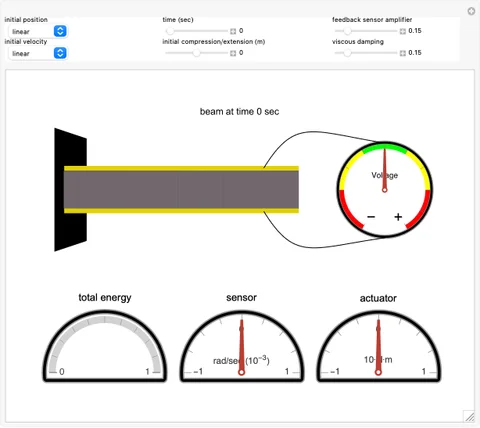 initial position
time (sec)
feedback sensor amplifier
linear
0
0.15
initial velocity
initial compression/extension (m)
viscous damping
linear
0
0.15
beam at time 0 sec
Voltage
− +
total energy
sensor
actuator
0 1
rad/sec (10⁻³)
−1 1
−1 1